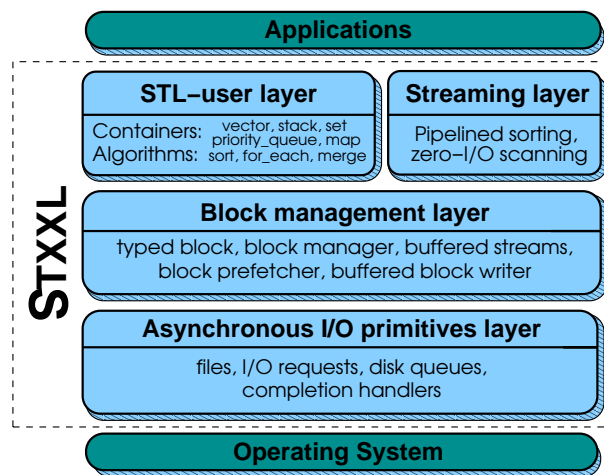 Applications
STL–user layer
Containers: vector, stack, set
priority_queue, map
Algorithms: sort, for_each, merge
Streaming layer
Pipelined sorting,
zero–I/O scanning
STXXL
Block management layer
typed block, block manager, buffered streams,
block prefetcher, buffered block writer
Asynchronous I/O primitives layer
files, I/O requests, disk queues,
completion handlers
Operating System